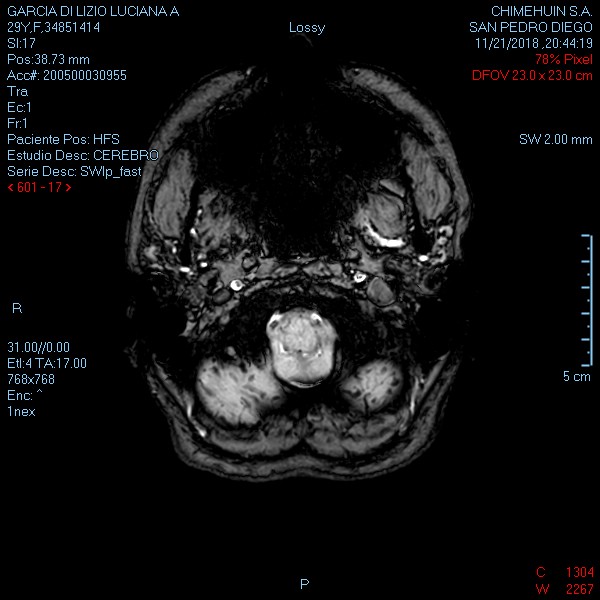 GARCIA DI LIZIO LUCIANA A
29Y,F,34851414
Sl:17
Pos:38.73 mm
Acc#: 200500030955
Tra
Ec:1
Fr:1
Paciente Pos: HFS
Estudio Desc: CEREBRO
Serie Desc: SWIp_fast
< 601 - 17 >
Lossy
CHIMEHUIN S.A.
SAN PEDRO DIEGO
11/21/2018 ,20:44:19
78% Pixel
DFOV 23.0 x 23.0 cm
SW 2.00 mm
R
31.00//0.00
Etl:4 TA:17.00
768x768
Enc: ^
1nex
5 cm
P
C 1304
W 2267